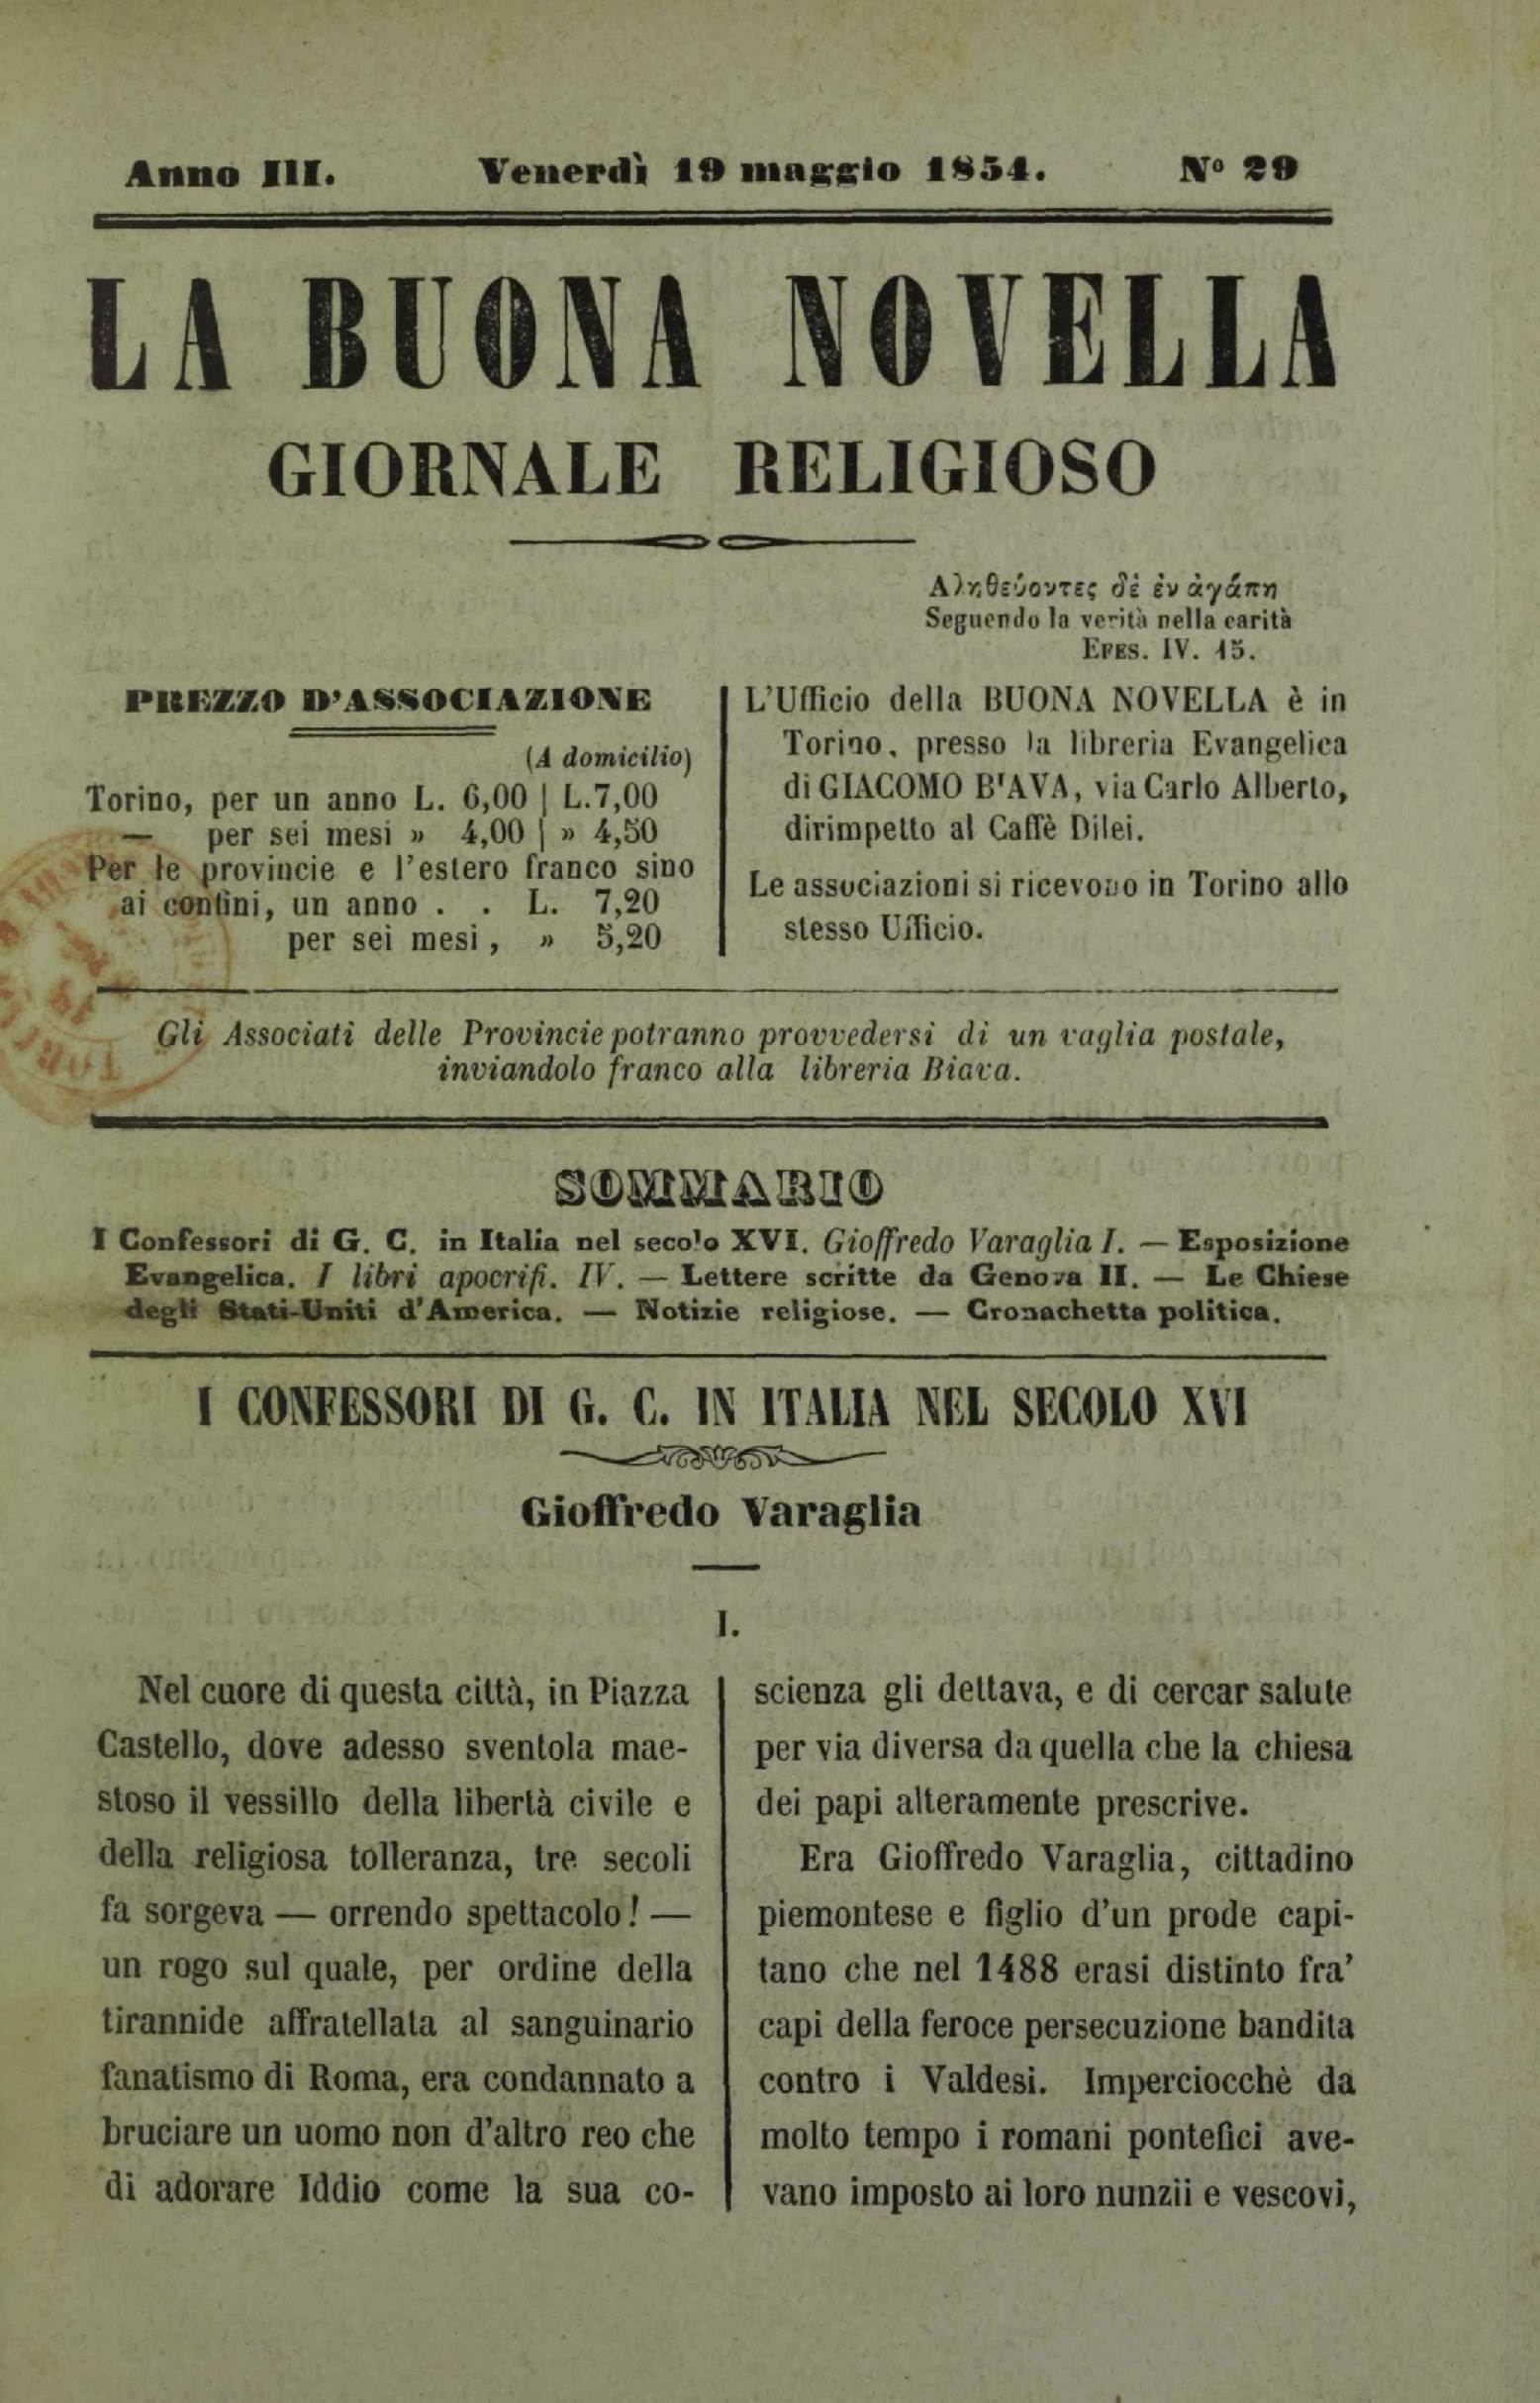 Anno III. Venerdì 19 maggio 1854. Nº 29
LA BUONA NOVELLA
GIORNALE RELIGIOSO
Αληθεύοντες δὲ ἐν ἀγάπη
Seguendo la verità nella carità
EFES. IV. 15.
PREZZO D'ASSOCIAZIONE
(A domicilio)
Torino, per un anno L. 6,00 | L.7,00
— per sei mesi » 4,00 | » 4,50
Per le provincie e l'estero franco sino
ai confini, un anno . . L. 7,20
per sei mesi, » 5,20
L'Ufficio della BUONA NOVELLA è in
Torino, presso la libreria Evangelica
di GIACOMO BIAVA, via Carlo Alberto,
dirimpetto al Caffè Dilei.
Le associazioni si ricevono in Torino allo
stesso Ufficio.
Gli Associati delle Provincie potranno provvedersi di un vaglia postale,
inviandolo franco alla libreria Biava.
SOMMARIO
I Confessori di G. C. in Italia nel secolo XVI. Gioffredo Varaglia I. — Esposizione
Evangelica. I libri apocrifi. IV. — Lettere scritte da Genova II. — Le Chiese
degli Stati-Uniti d'America. — Notizie religiose. — Cronachetta politica.
I CONFESSORI DI G. C. IN ITALIA NEL SECOLO XVI
Gioffredo Varaglia
I.
Nel cuore di questa città, in Piazza
Castello, dove adesso sventola mae-
stoso il vessillo della libertà civile e
della religiosa tolleranza, tre secoli
fa sorgeva — orrendo spettacolo! —
un rogo sul quale, per ordine della
tirannide affratellata al sanguinario
fanatismo di Roma, era condannato a
bruciare un uomo non d'altro reo che
di adorare Iddio come la sua co-
scienza gli dettava, e di cercar salute
per via diversa da quella che la chiesa
dei papi alteramente prescrive.
Era Gioffredo Varaglia, cittadino
piemontese e figlio d'un prode capi-
tano che nel 1488 erasi distinto fra'
capi della feroce persecuzione bandita
contro i Valdesi. Imperciocchè da
molto tempo i romani pontefici ave-
vano imposto ai loro nunzii e vescovi,